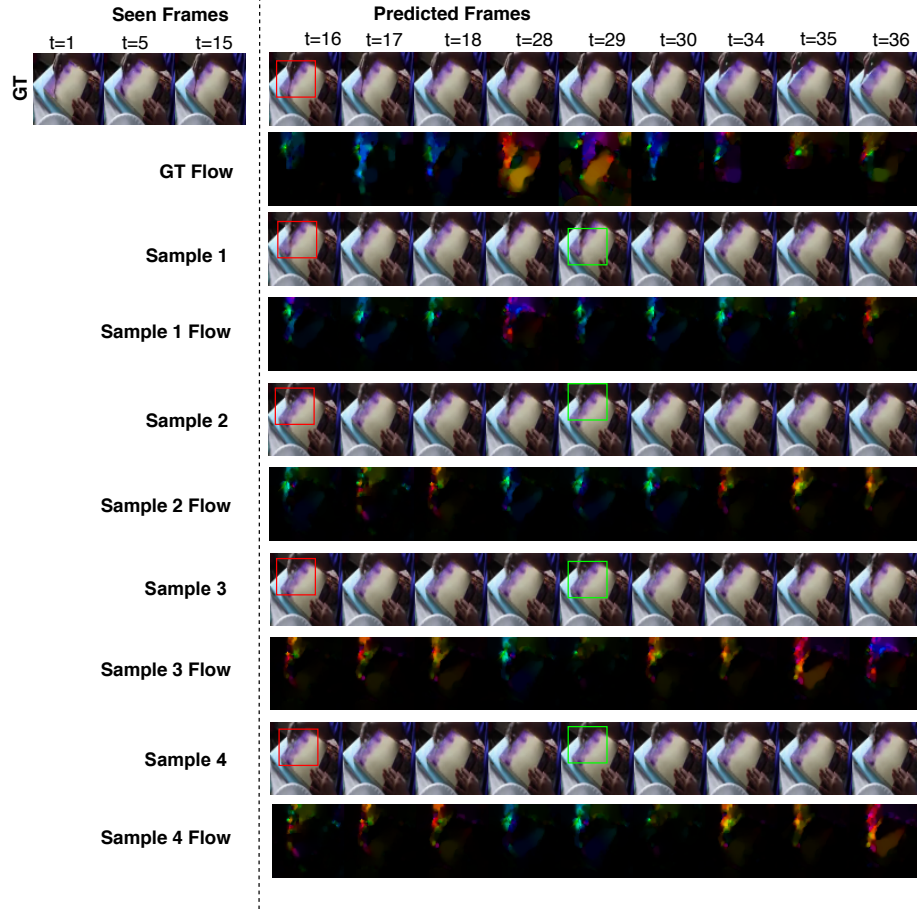 Seen Frames
Predicted Frames
t=1 t=5 t=15 t=16 t=17 t=18 t=28 t=29 t=30 t=34 t=35 t=36
GT
GT Flow
Sample 1
Sample 1 Flow
Sample 2
Sample 2 Flow
Sample 3
Sample 3 Flow
Sample 4
Sample 4 Flow